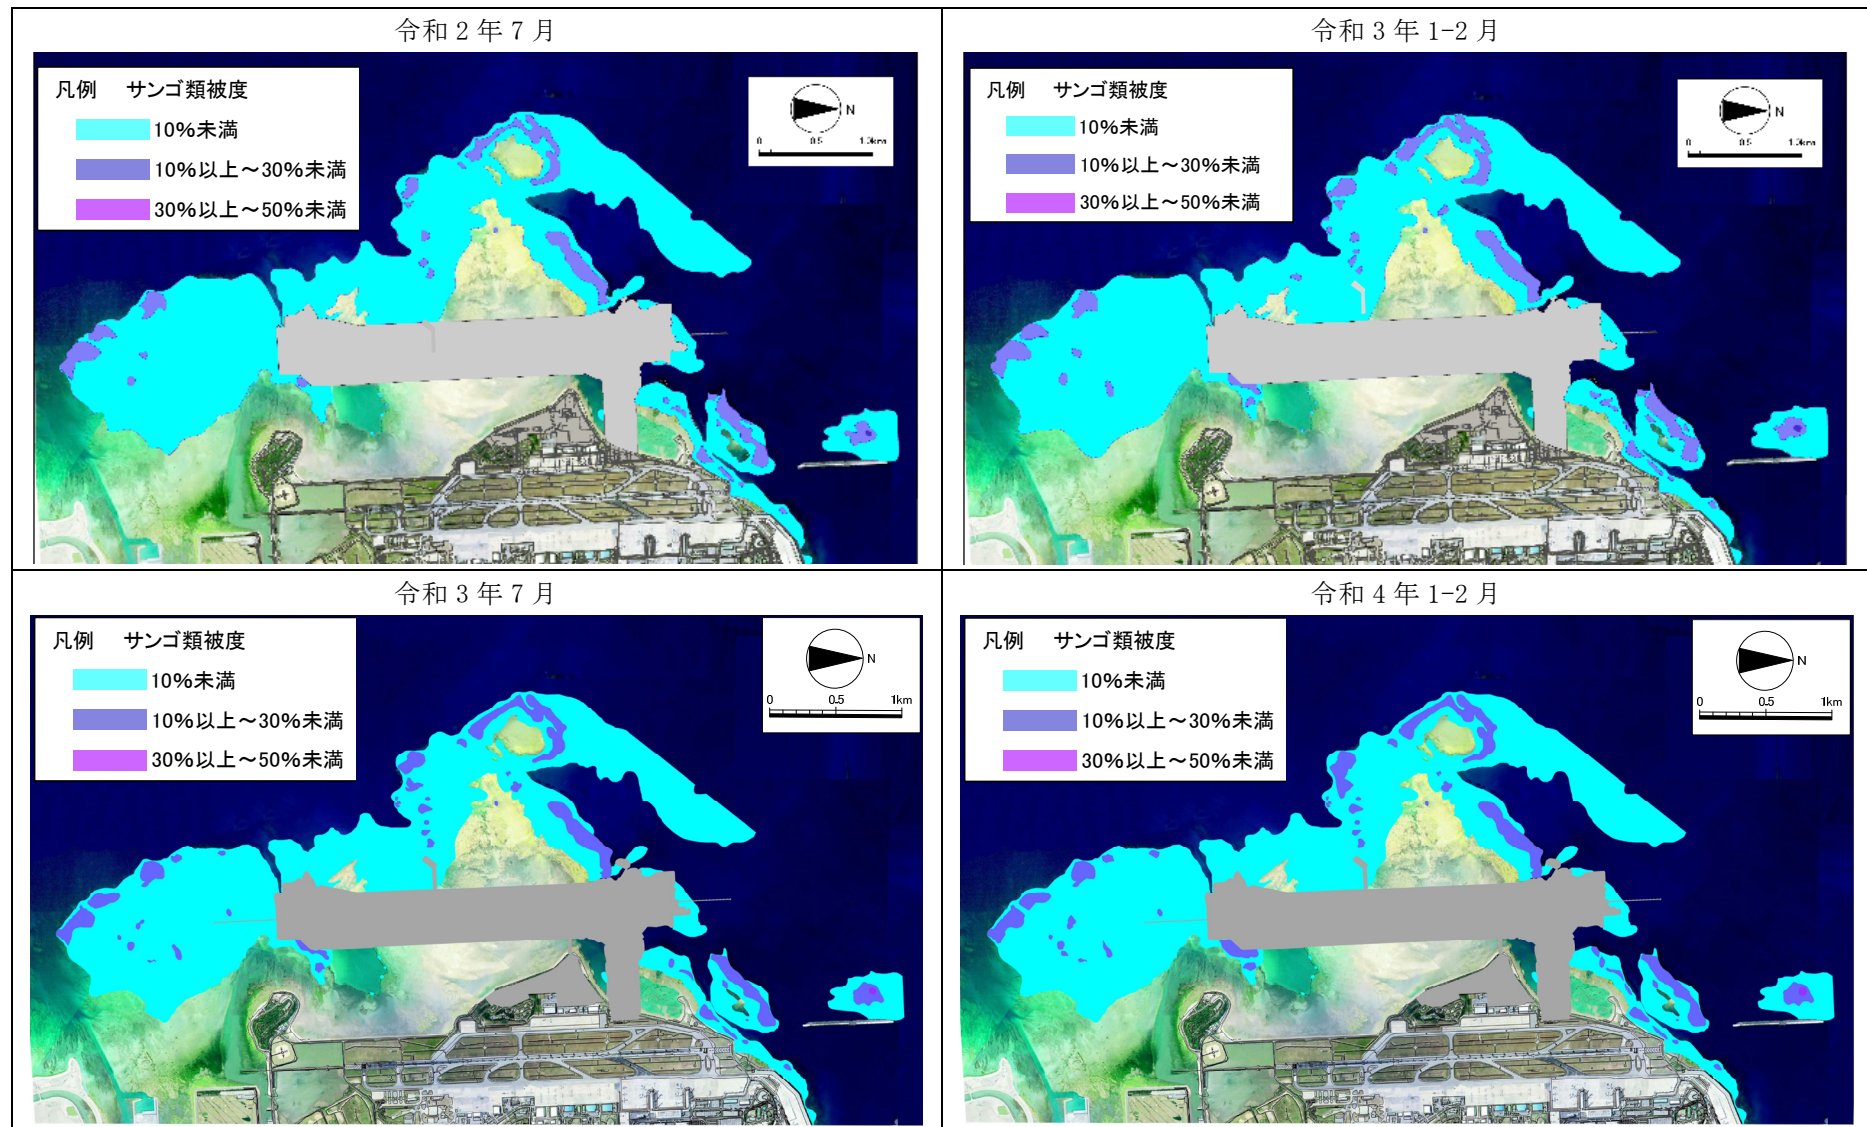 令和２年７月
凡例 サンゴ類被度
10%未満
10%以上～30%未満
30%以上～50%未満
N
0 0.5 1.0km
令和３年 1-2 月
凡例 サンゴ類被度
10%未満
10%以上～30%未満
30%以上～50%未満
N
0 0.5 1.0km
令和３年７月
凡例 サンゴ類被度
10%未満
10%以上～30%未満
30%以上～50%未満
N
0 0.5 1km
令和４年 1-2 月
凡例 サンゴ類被度
10%未満
10%以上～30%未満
30%以上～50%未満
N
0 0.5 1km